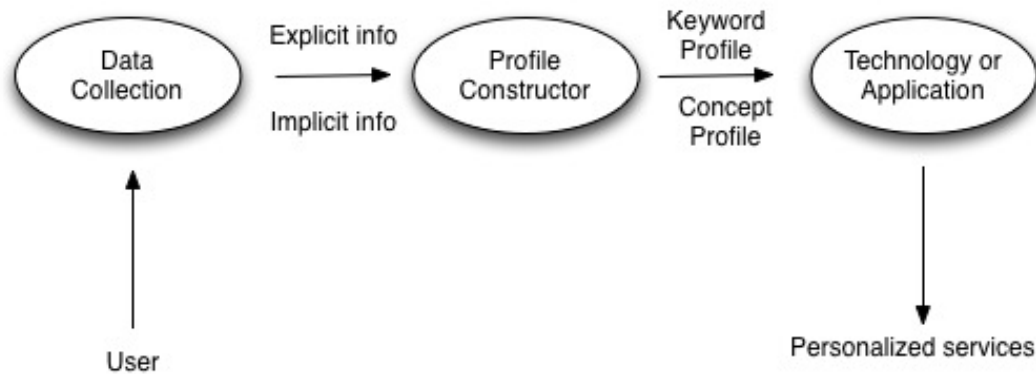 Data
Collection
Explicit info
Implicit info
Profile
Constructor
Keyword
Profile
Concept
Profile
Technology or
Application
User
Personalized services